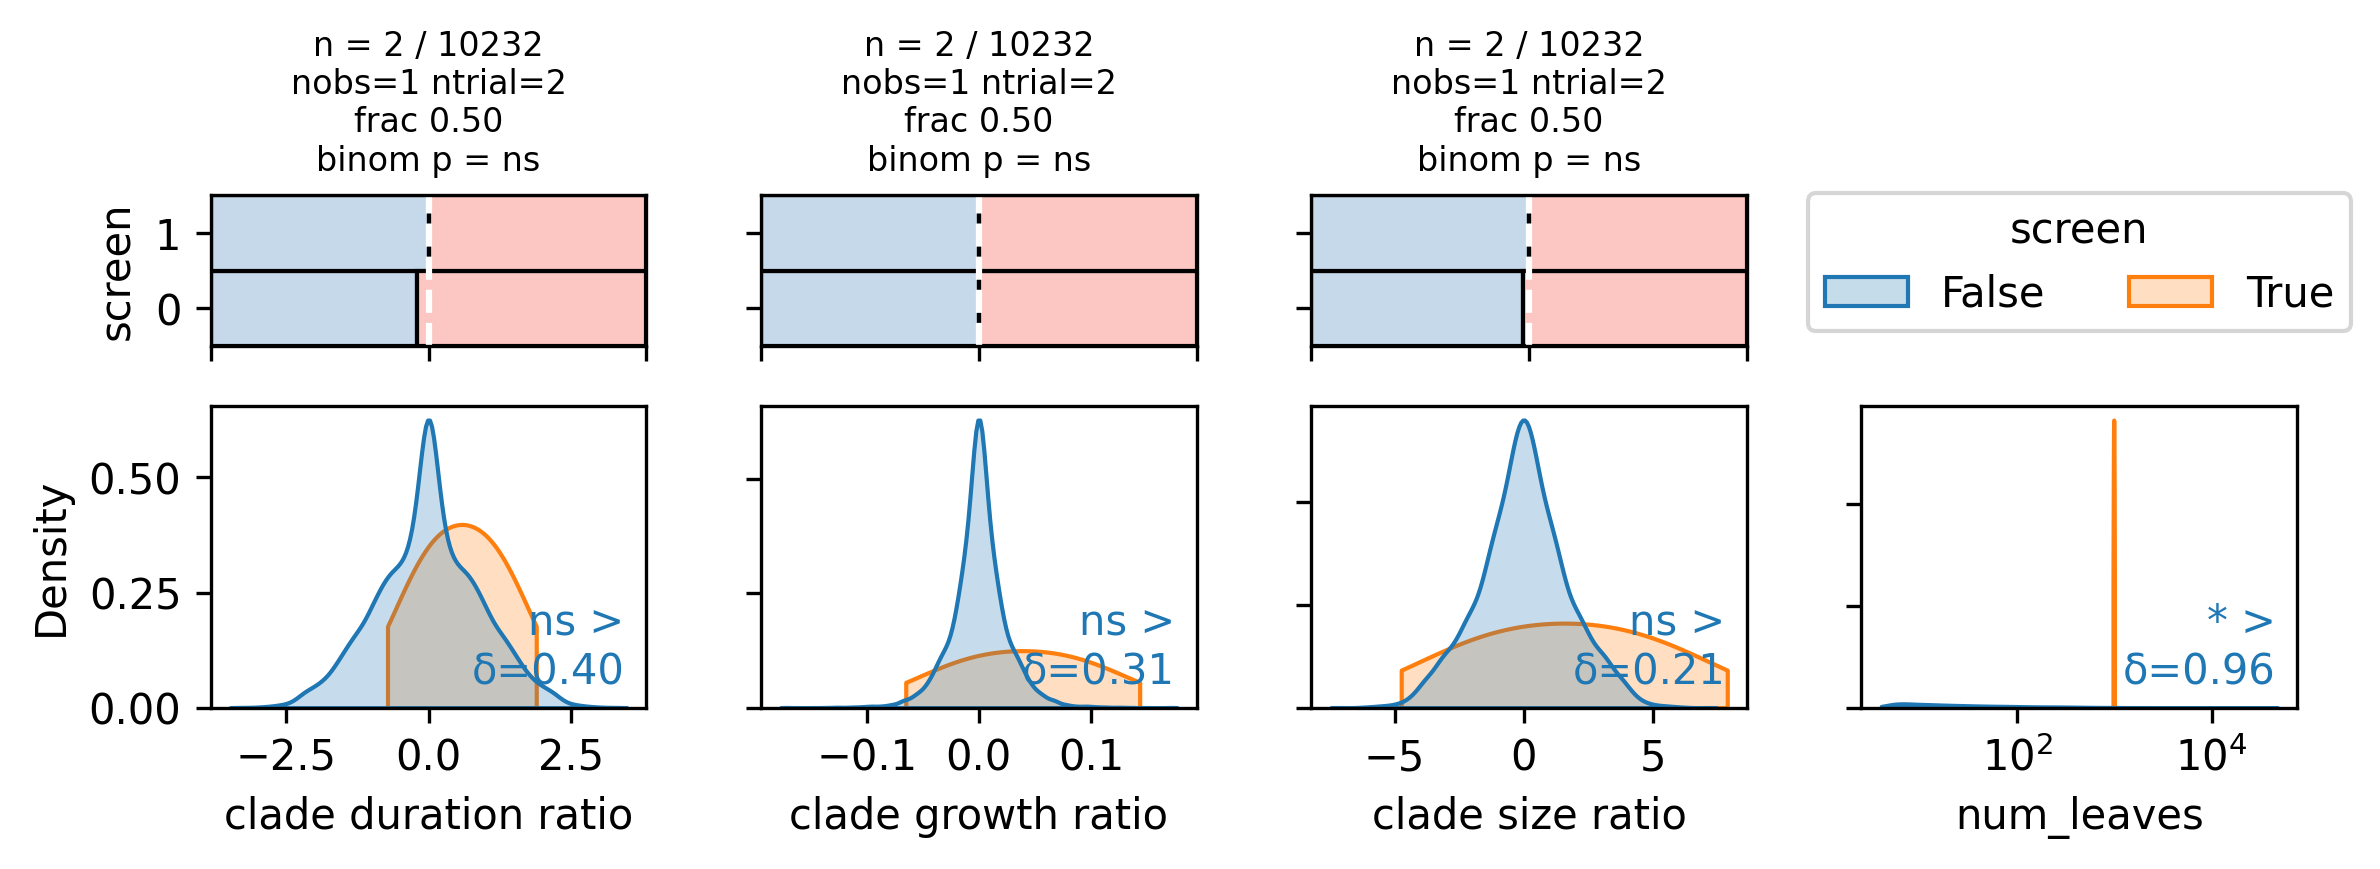 n = 2 / 10232
nobs=1 ntrial=2
frac 0.50
binom p = ns
n = 2 / 10232
nobs=1 ntrial=2
frac 0.50
binom p = ns
n = 2 / 10232
nobs=1 ntrial=2
frac 0.50
binom p = ns
screen
1
0
screen
False
True
Density
0.50
0.25
0.00
ns >
δ=0.40
−2.5
0.0
2.5
clade duration ratio
ns >
δ=0.31
−0.1
0.0
0.1
clade growth ratio
ns >
δ=0.21
−5
0
5
clade size ratio
* >
δ=0.96
10²
10⁴
num_leaves